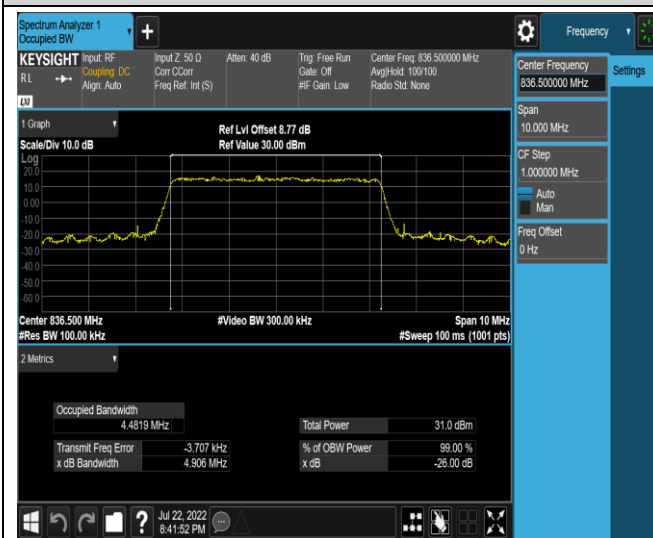 Spectrum Analyzer 1
Occupied BW
Frequency
KEYSIGHT
RL
LXI
Input: RF
Coupling: DC
Align: Auto
Input Z: 50 Ω
Corr CCorr
Freq Ref: Int (S)
Atten: 40 dB
Trig: Free Run
Gate: Off
#IF Gain: Low
Center Freq: 836.500000 MHz
Avg|Hold: 100/100
Radio Std: None
Center Frequency
836.500000 MHz
Settings
Span
10.000 MHz
CF Step
1.000000 MHz
Auto
Man
Freq Offset
0 Hz
1 Graph
Scale/Div 10.0 dB
Ref Lvl Offset 8.77 dB
Ref Value 30.00 dBm
Log
20.0
10.0
0.00
-10.0
-20.0
-30.0
-50.0
-60.0
Center 836.500 MHz
#Res BW 100.00 kHz
#Video BW 300.00 kHz
Span 10 MHz
#Sweep 100 ms (1001 pts)
2 Metrics
Occupied Bandwidth
4.4819 MHz
Total Power 31.0 dBm
Transmit Freq Error -3.707 kHz
% of OBW Power 99.00 %
x dB Bandwidth 4.906 MHz
x dB -26.00 dB
?
Jul 22, 2022
8:41:52 PM